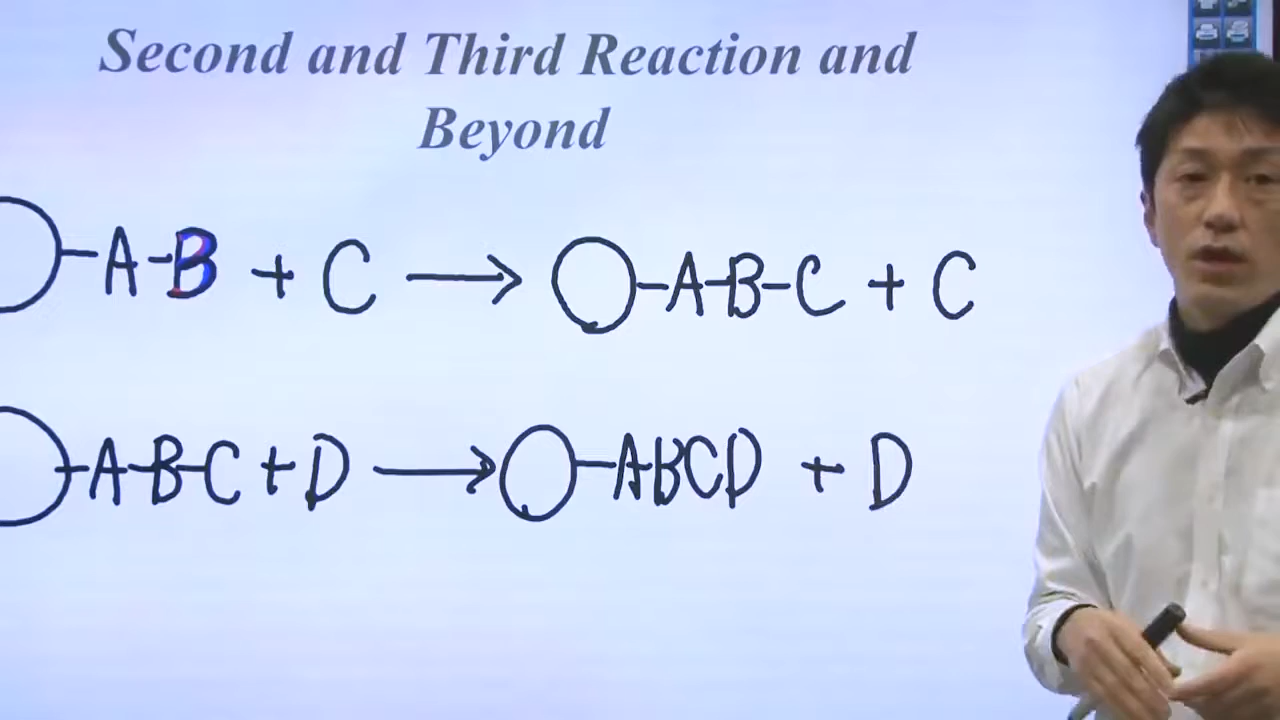 Second and Third Reaction and
Beyond
A-B + C → A-B-C + C
A-B-C + D → ABCD + D